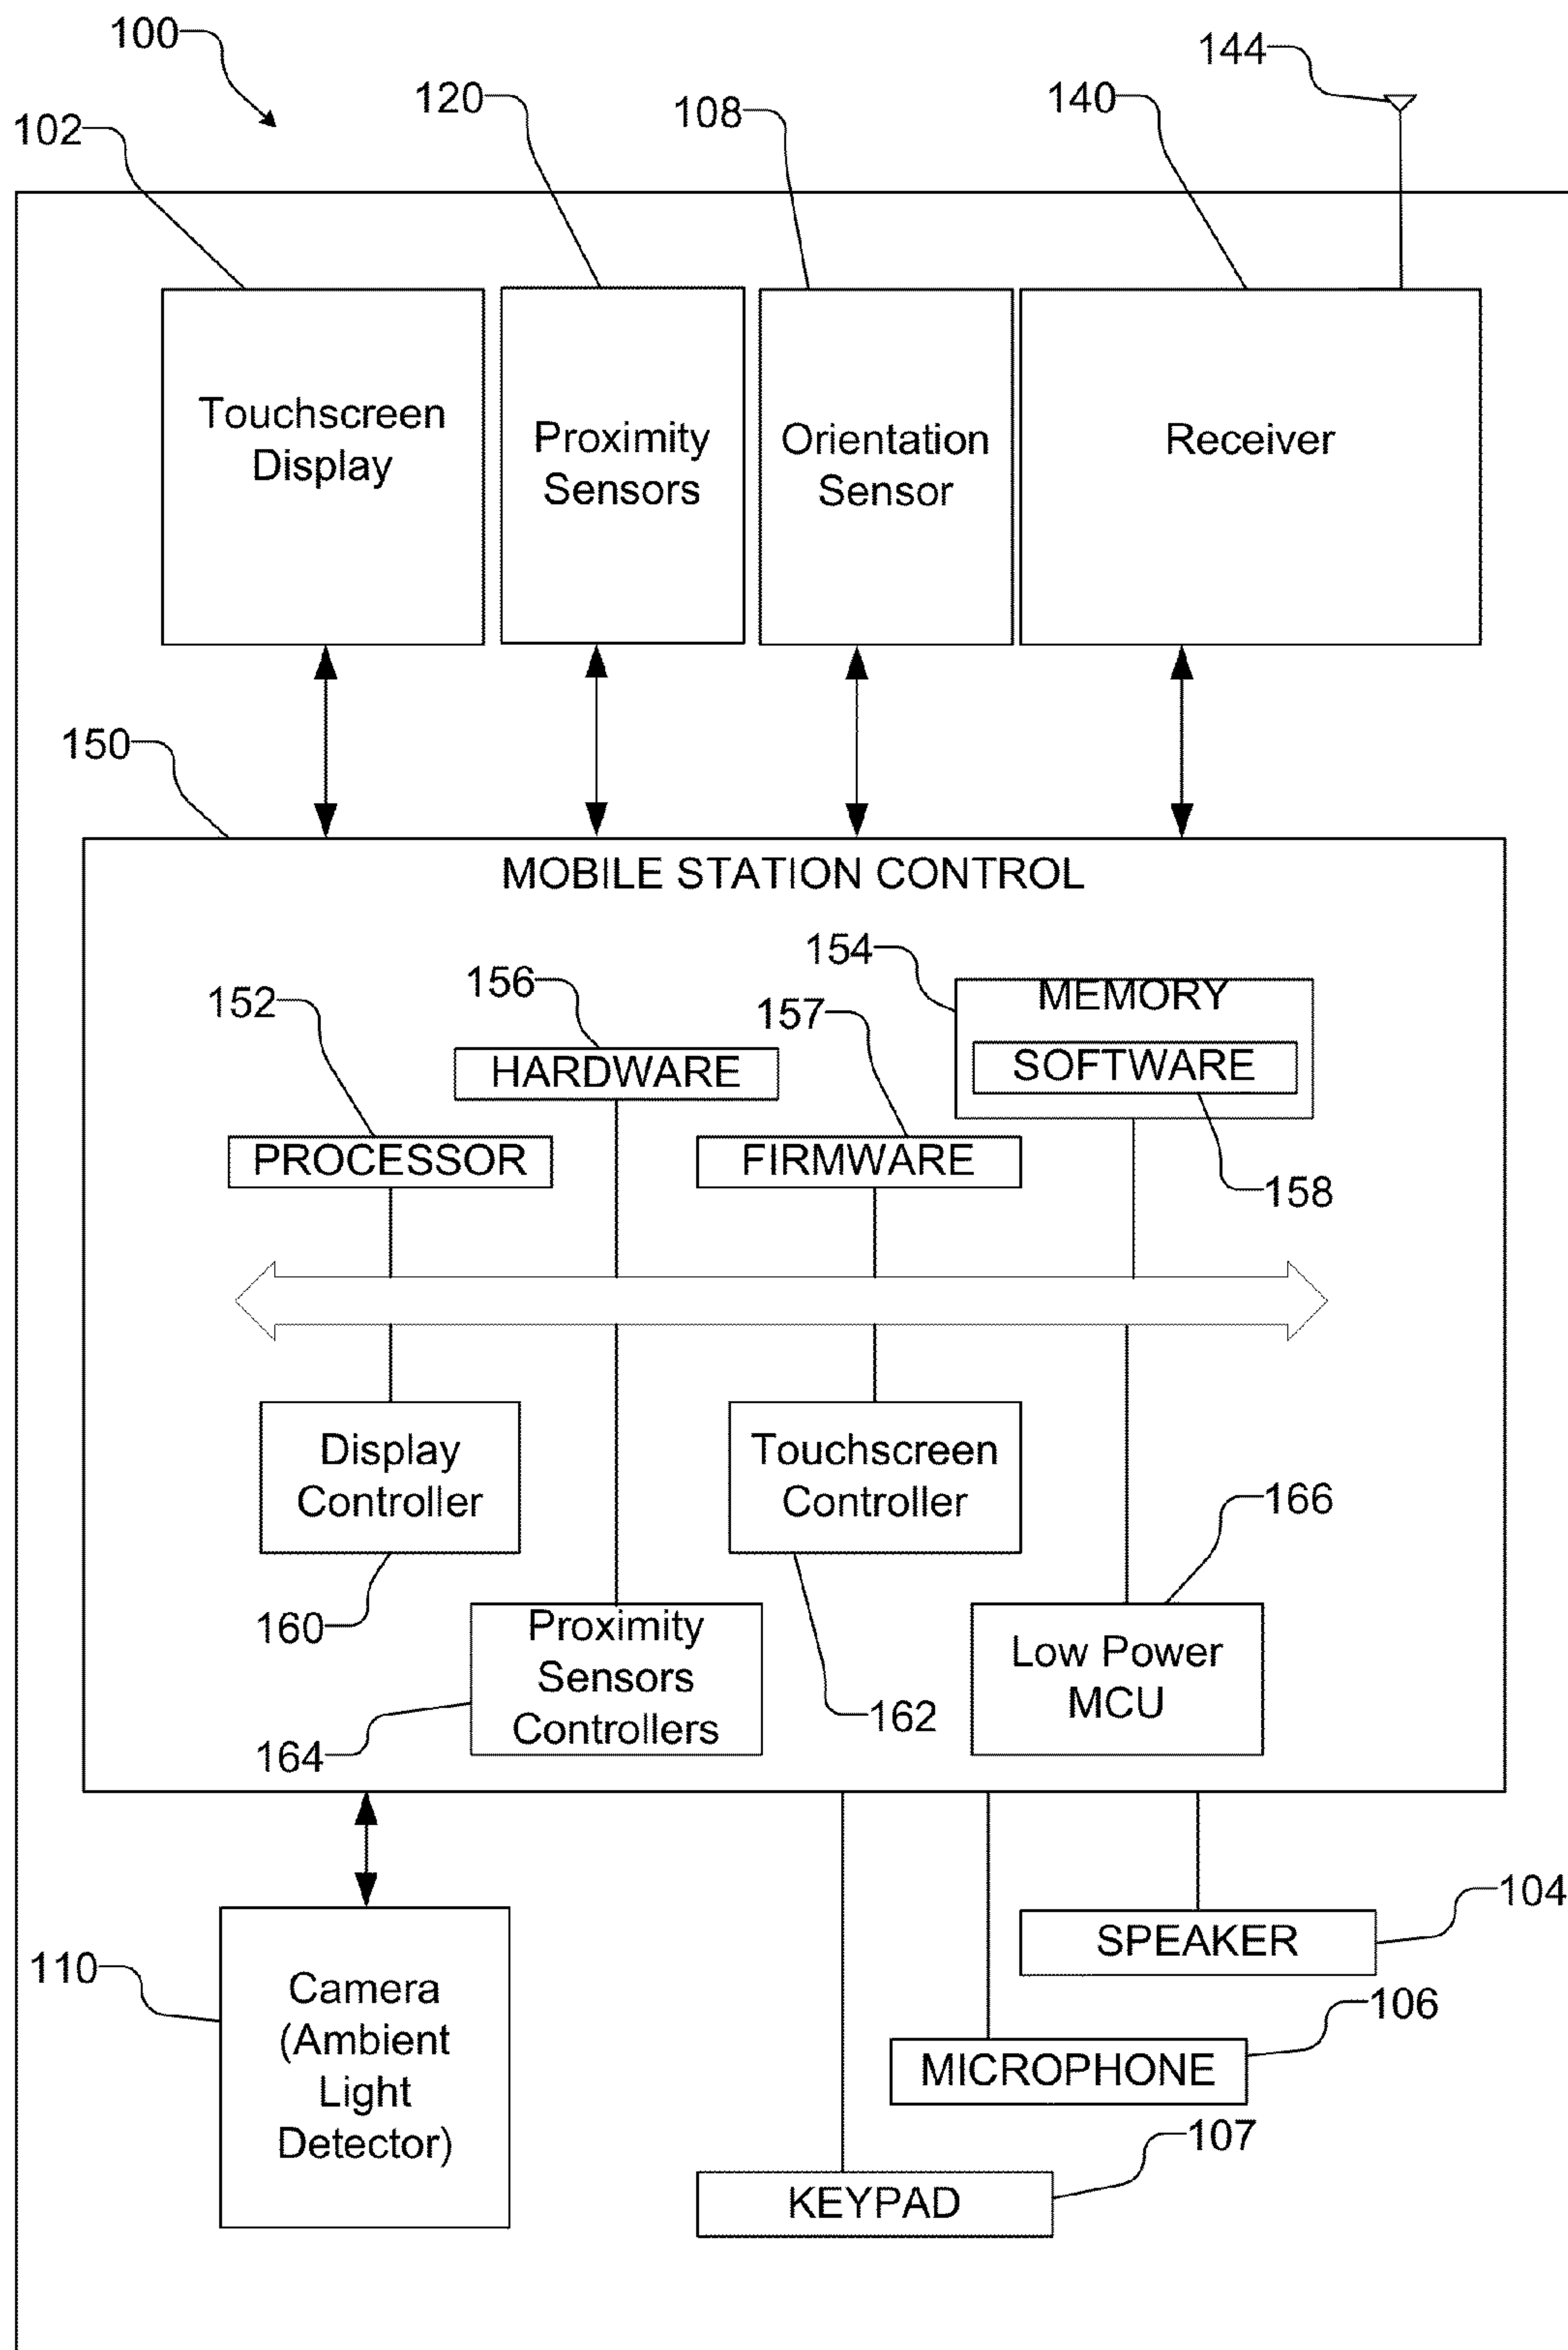 100
144
120
108
140
102
Touchscreen
Display
Proximity
Sensors
Orientation
Sensor
Receiver
150
MOBILE STATION CONTROL
154
156
152
157
MEMORY
HARDWARE
SOFTWARE
PROCESSOR
FIRMWARE
158
Display
Controller
Touchscreen
Controller
166
160
Proximity
Sensors
Controllers
Low Power
MCU
162
164
104
SPEAKER
110
Camera
(Ambient
Light
Detector)
106
MICROPHONE
107
KEYPAD